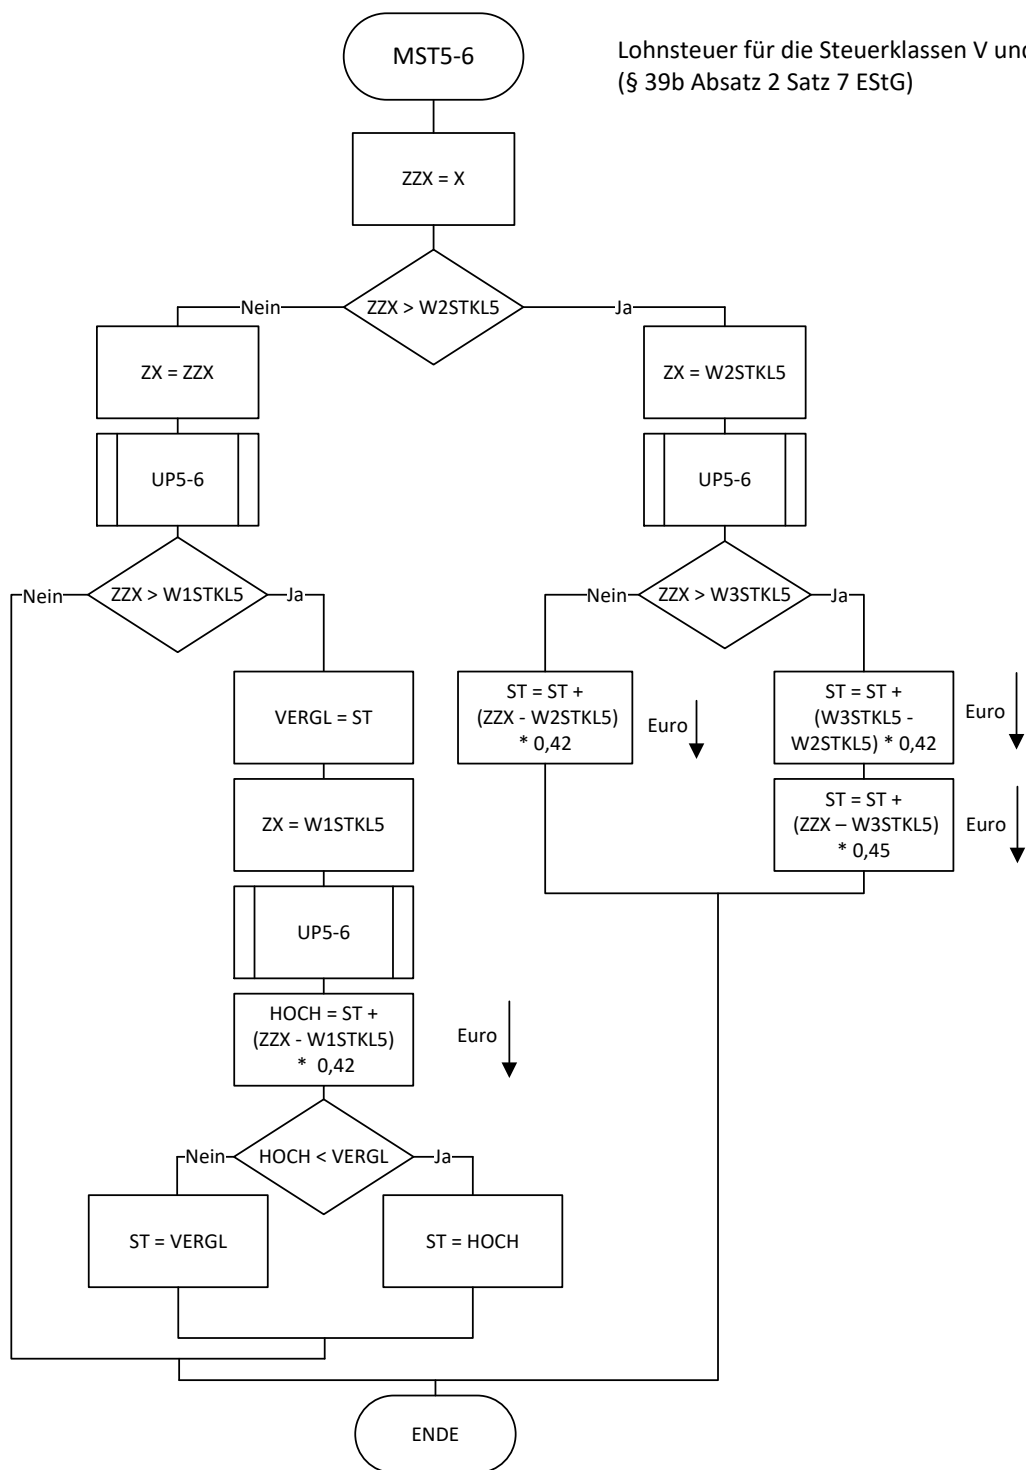 MST5-6
Lohnsteuer für die Steuerklassen V und
(§ 39b Absatz 2 Satz 7 EStG)
ZZX = X
ZZX > W2STKL5
Nein
Ja
ZX = ZZX
ZX = W2STKL5
UP5-6
UP5-6
Nein
ZZX > W1STKL5
Ja
Nein
ZZX > W3STKL5
Ja
VERGL = ST
ST = ST +
(ZZX - W2STKL5)
* 0,42
Euro
ST = ST +
(W3STKL5 -
W2STKL5) * 0,42
Euro
ZX = W1STKL5
ST = ST +
(ZZX – W3STKL5)
* 0,45
Euro
UP5-6
HOCH = ST +
(ZZX - W1STKL5)
* 0,42
Euro
Nein
HOCH < VERGL
Ja
ST = VERGL
ST = HOCH
ENDE